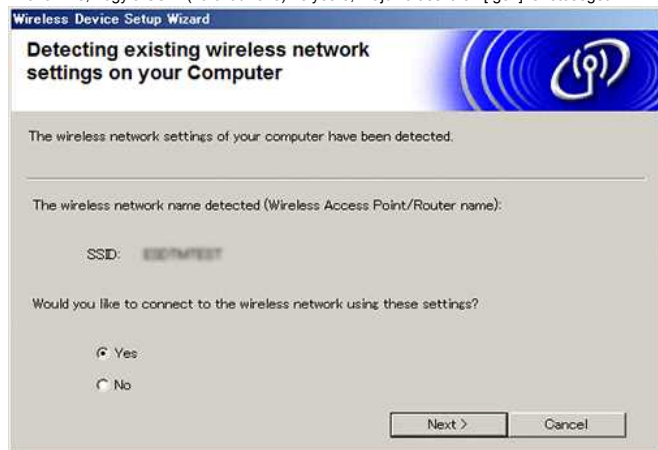 Wireless Device Setup Wizard
Detecting existing wireless network
settings on your Computer
The wireless network settings of your computer have been detected.
The wireless network name detected (Wireless Access Point/Router name):
SSID:
Would you like to connect to the wireless network using these settings?
Yes
No
Next >
Cancel